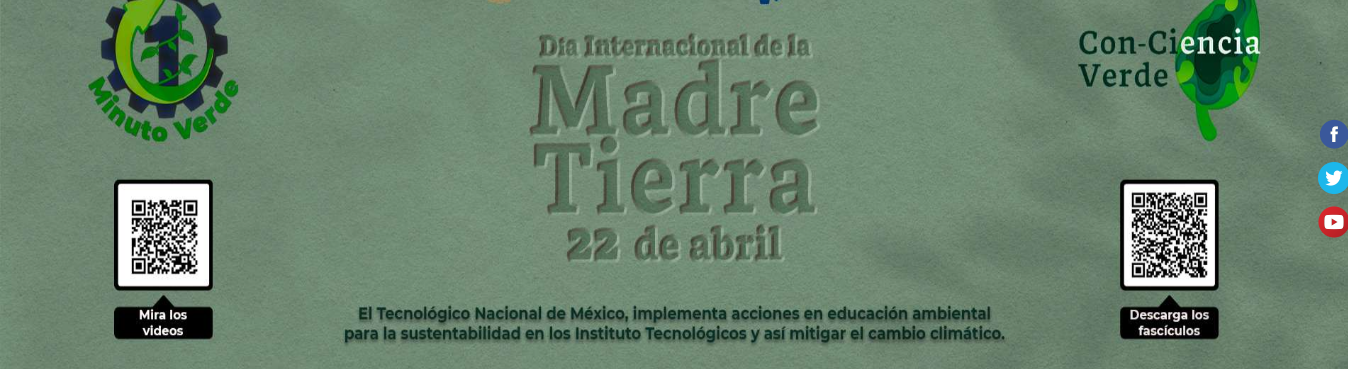 1
Minuto Verde
Mira los
videos
Día Internacional de la
Madre
Tierra
22 de abril
El Tecnológico Nacional de México, implementa acciones en educación ambiental
para la sustentabilidad en los Instituto Tecnológicos y así mitigar el cambio climático.
Con-Ciencia
Verde
Descarga los
fascículos
f